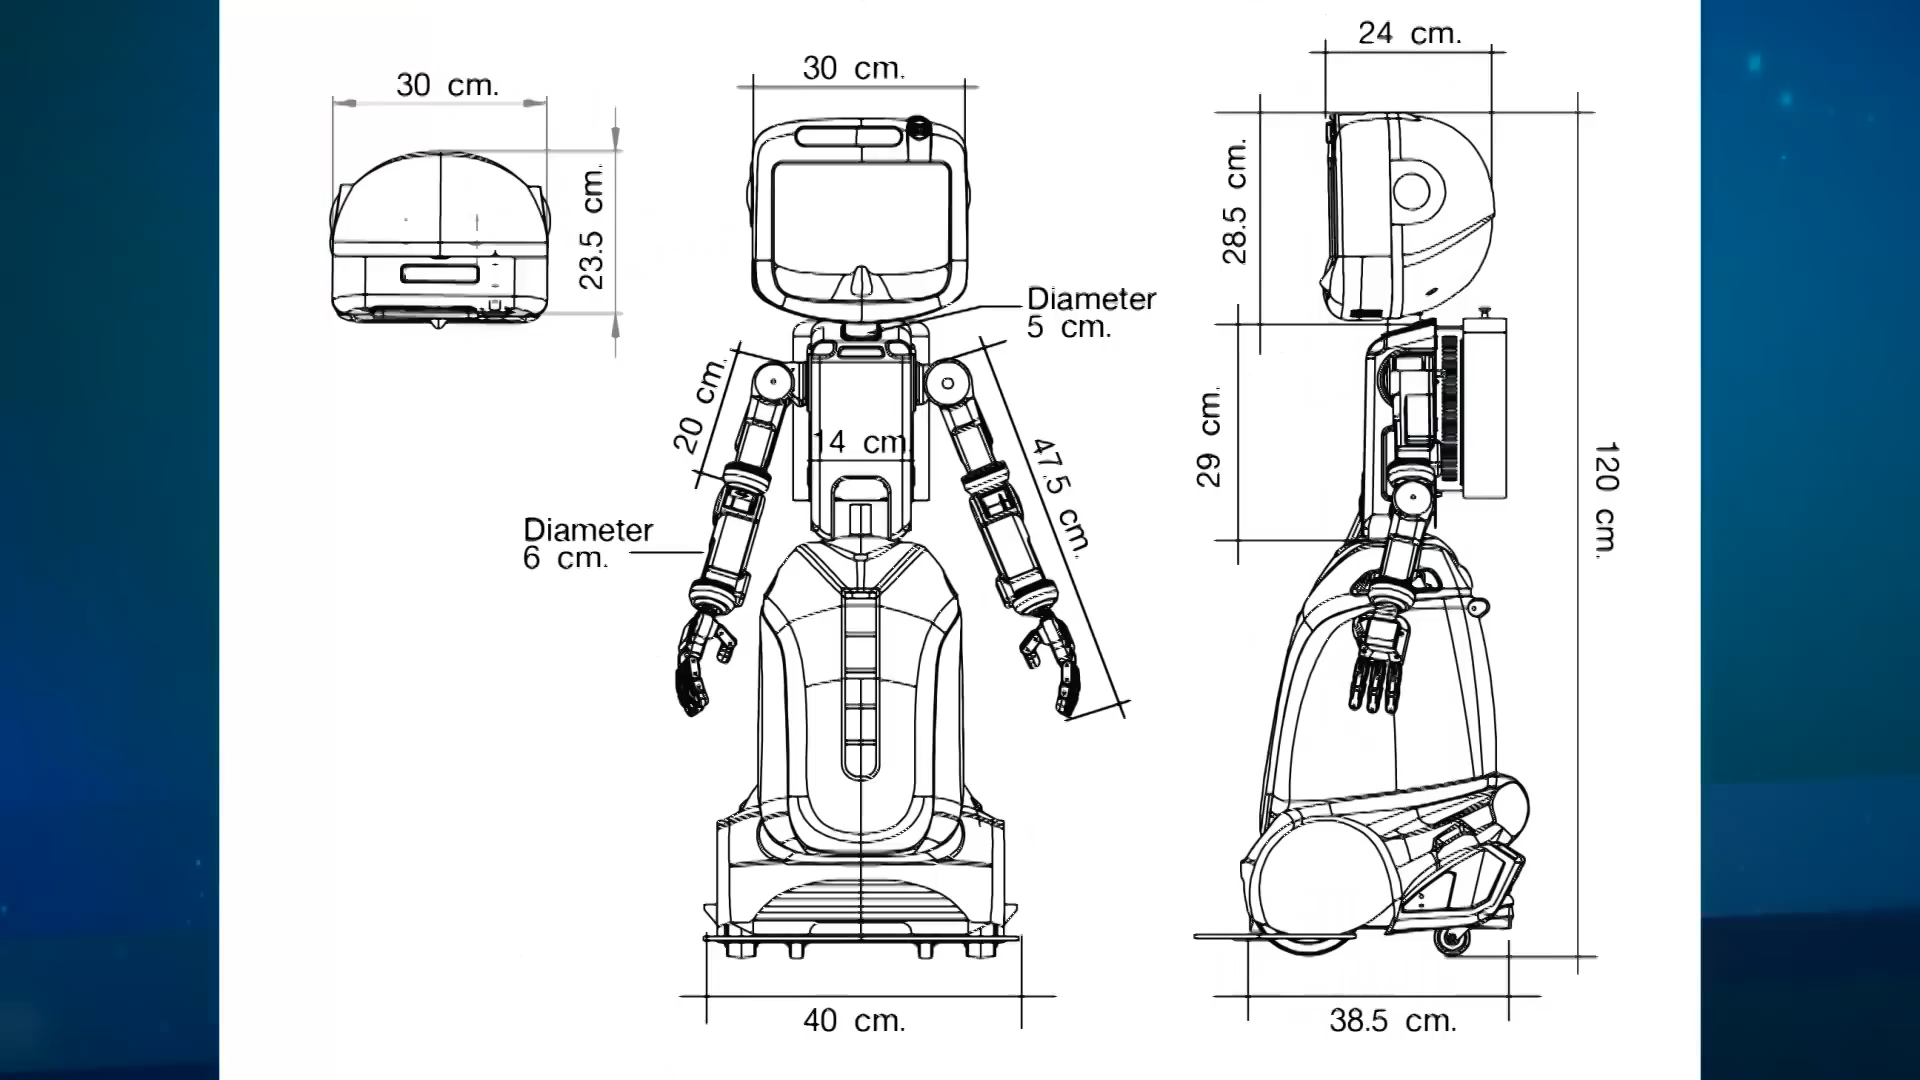 30 cm.
23.5 cm.
30 cm.
Diameter
5 cm.
20 cm.
14 cm.
47.5 cm.
Diameter
6 cm.
40 cm.
24 cm.
28.5 cm.
29 cm.
120 cm.
38.5 cm.